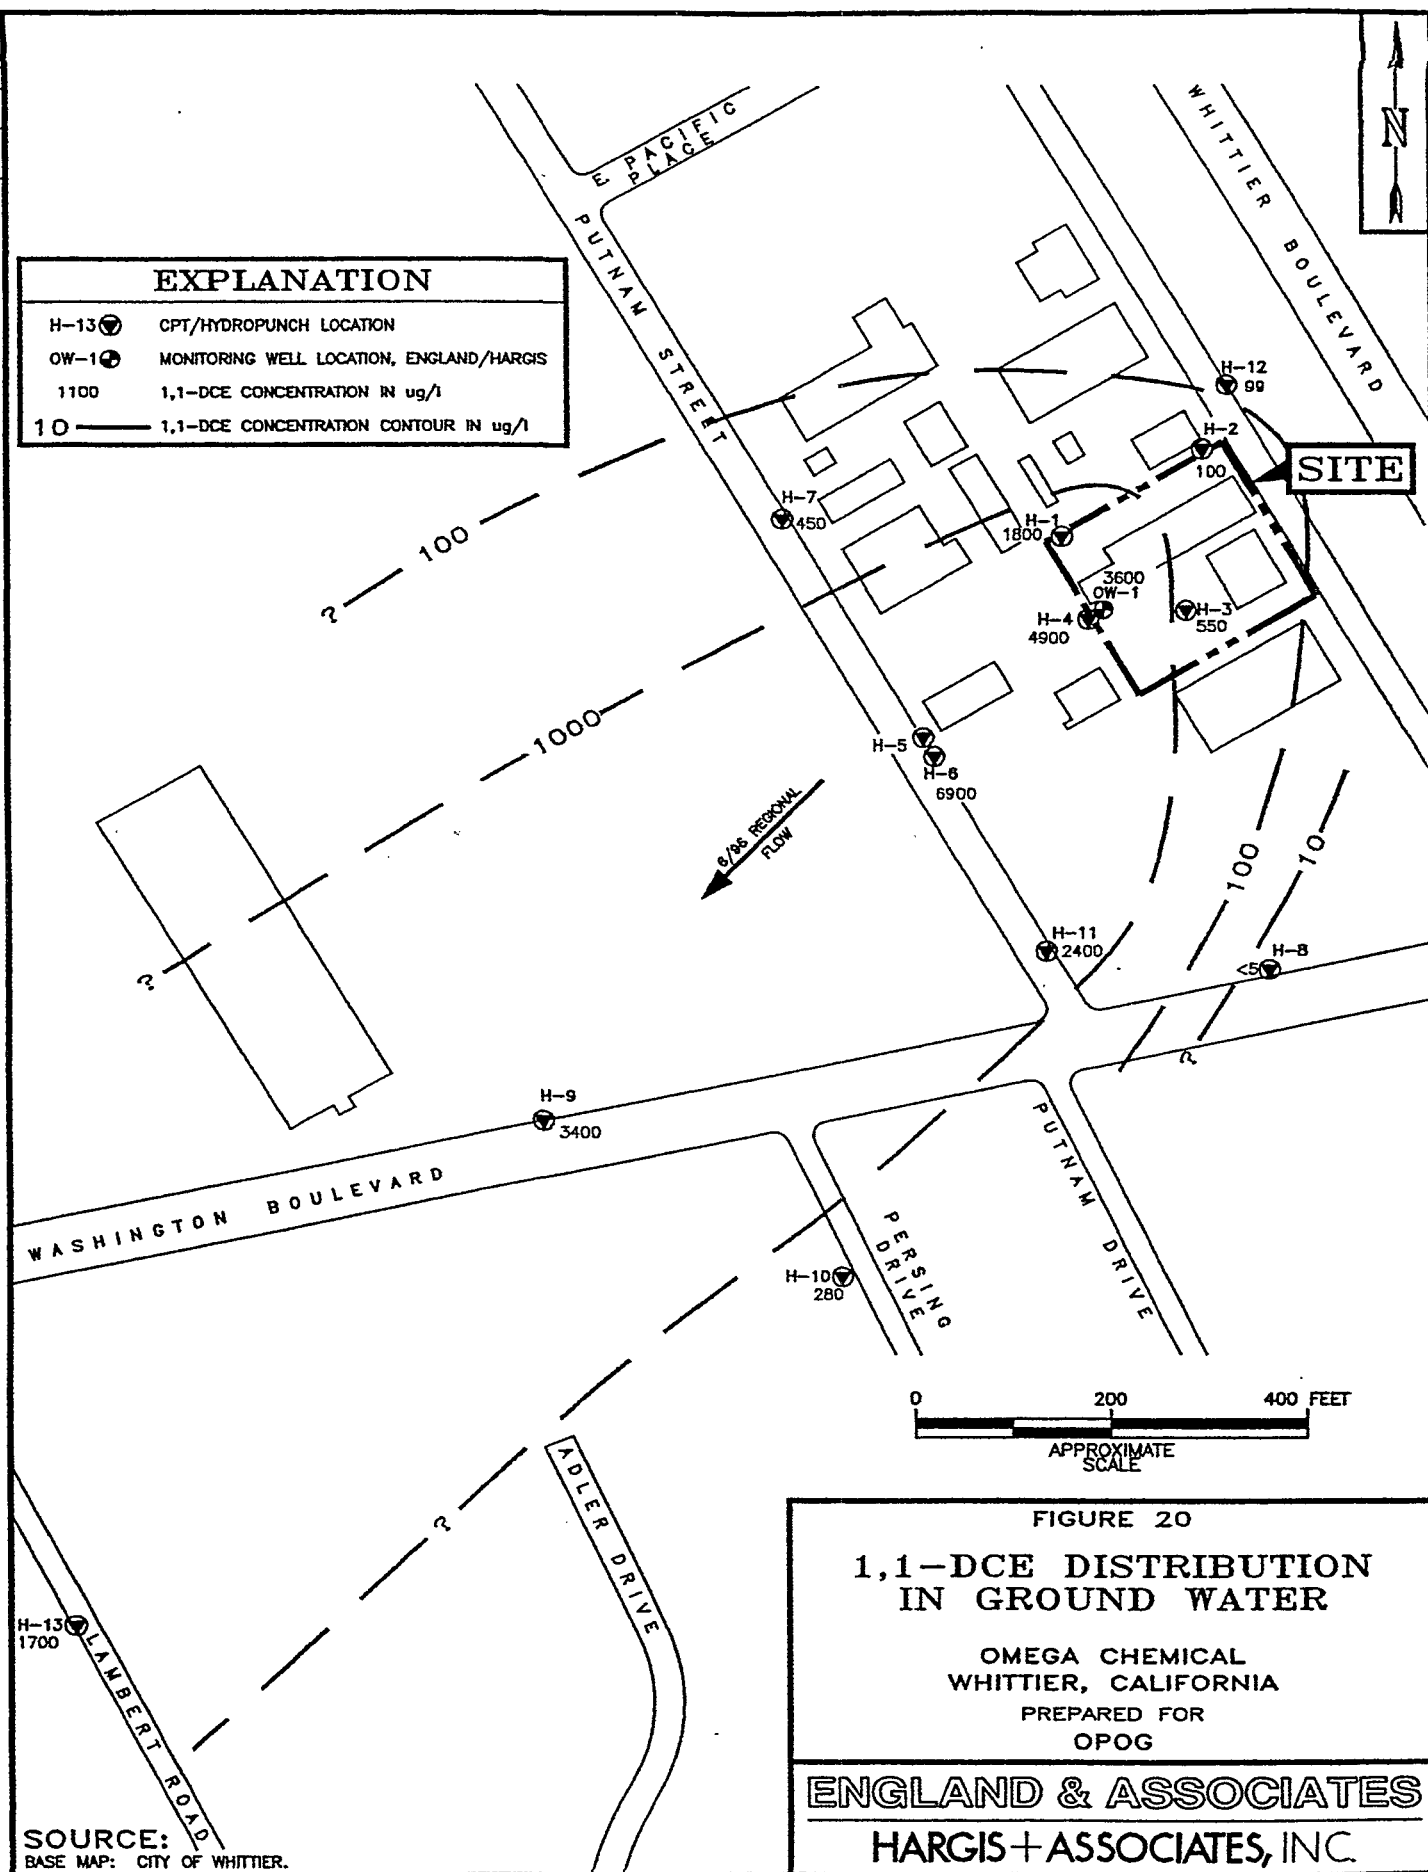 N
E PACIFIC
PLACE
WHITTIER BOULEVARD
PUTNAM STREET
EXPLANATION
H-13 CPT/HYDROPUNCH LOCATION
OW-1 MONITORING WELL LOCATION, ENGLAND/HARGIS
1100 1,1-DCE CONCENTRATION IN ug/l
10 1,1-DCE CONCENTRATION CONTOUR IN ug/l
H-12
99
H-2
100
SITE
H-7
450
H-1
1800
100
?
3600
OW-1
H-4
4900
H-3
550
1000
?
H-5
H-6
6900
6/96 REGIONAL
FLOW
100
10
H-11
2400
H-8
<5
?
H-9
3400
WASHINGTON BOULEVARD
PUTNAM DRIVE
PERSING
DRIVE
H-10
280
0 200 400 FEET
APPROXIMATE
SCALE
ADLER DRIVE
?
H-13
1700
LAMBERT ROAD
FIGURE 20
1,1-DCE DISTRIBUTION
IN GROUND WATER
OMEGA CHEMICAL
WHITTIER, CALIFORNIA
PREPARED FOR
OPOG
ENGLAND & ASSOCIATES
HARGIS+ASSOCIATES, INC.
SOURCE:
BASE MAP: CITY OF WHITTIER.